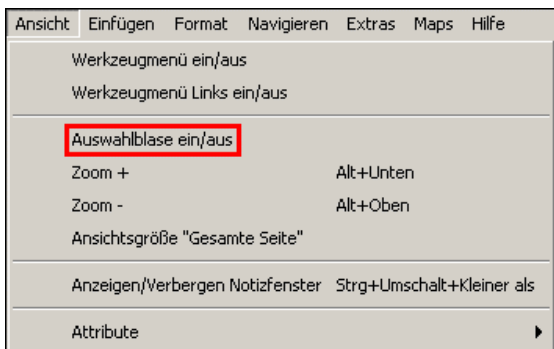 Ansicht Einfügen Format Navigieren Extras Maps Hilfe
Werkzeugmenü ein/aus
Werkzeugmenü Links ein/aus
Auswahlblase ein/aus
Zoom + Alt+Unten
Zoom - Alt+Oben
Ansichtsgröße "Gesamte Seite"
Anzeigen/Verbergen Notizfenster Strg+Umschalt+Kleiner als
Attribute